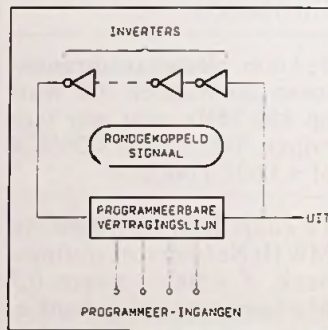 INVERTERS
RONDGEKOPPELD
SIGNAAL
PROGRAMMEERBARE
VERTRAGINGSLIJN
UIT
PROGRAMMEER-INGANGEN